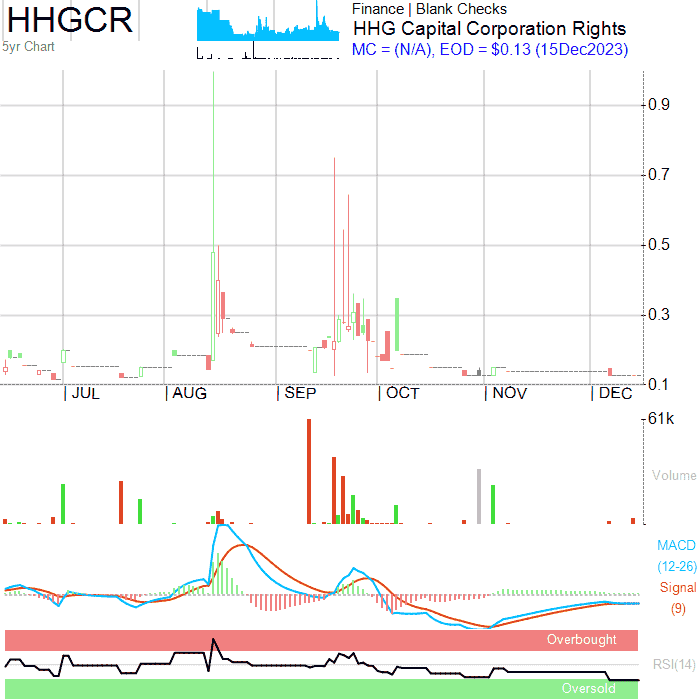 HHGCR
5yr Chart
Finance | Blank Checks
HHG Capital Corporation Rights
MC = (N/A), EOD = $0.13 (15Dec2023)
0.9
0.7
0.5
0.3
0.1
| JUL | AUG | SEP | OCT | NOV | DEC
61k
Volume
MACD
(12-26)
Signal
(9)
Overbought
RSI(14)
Oversold